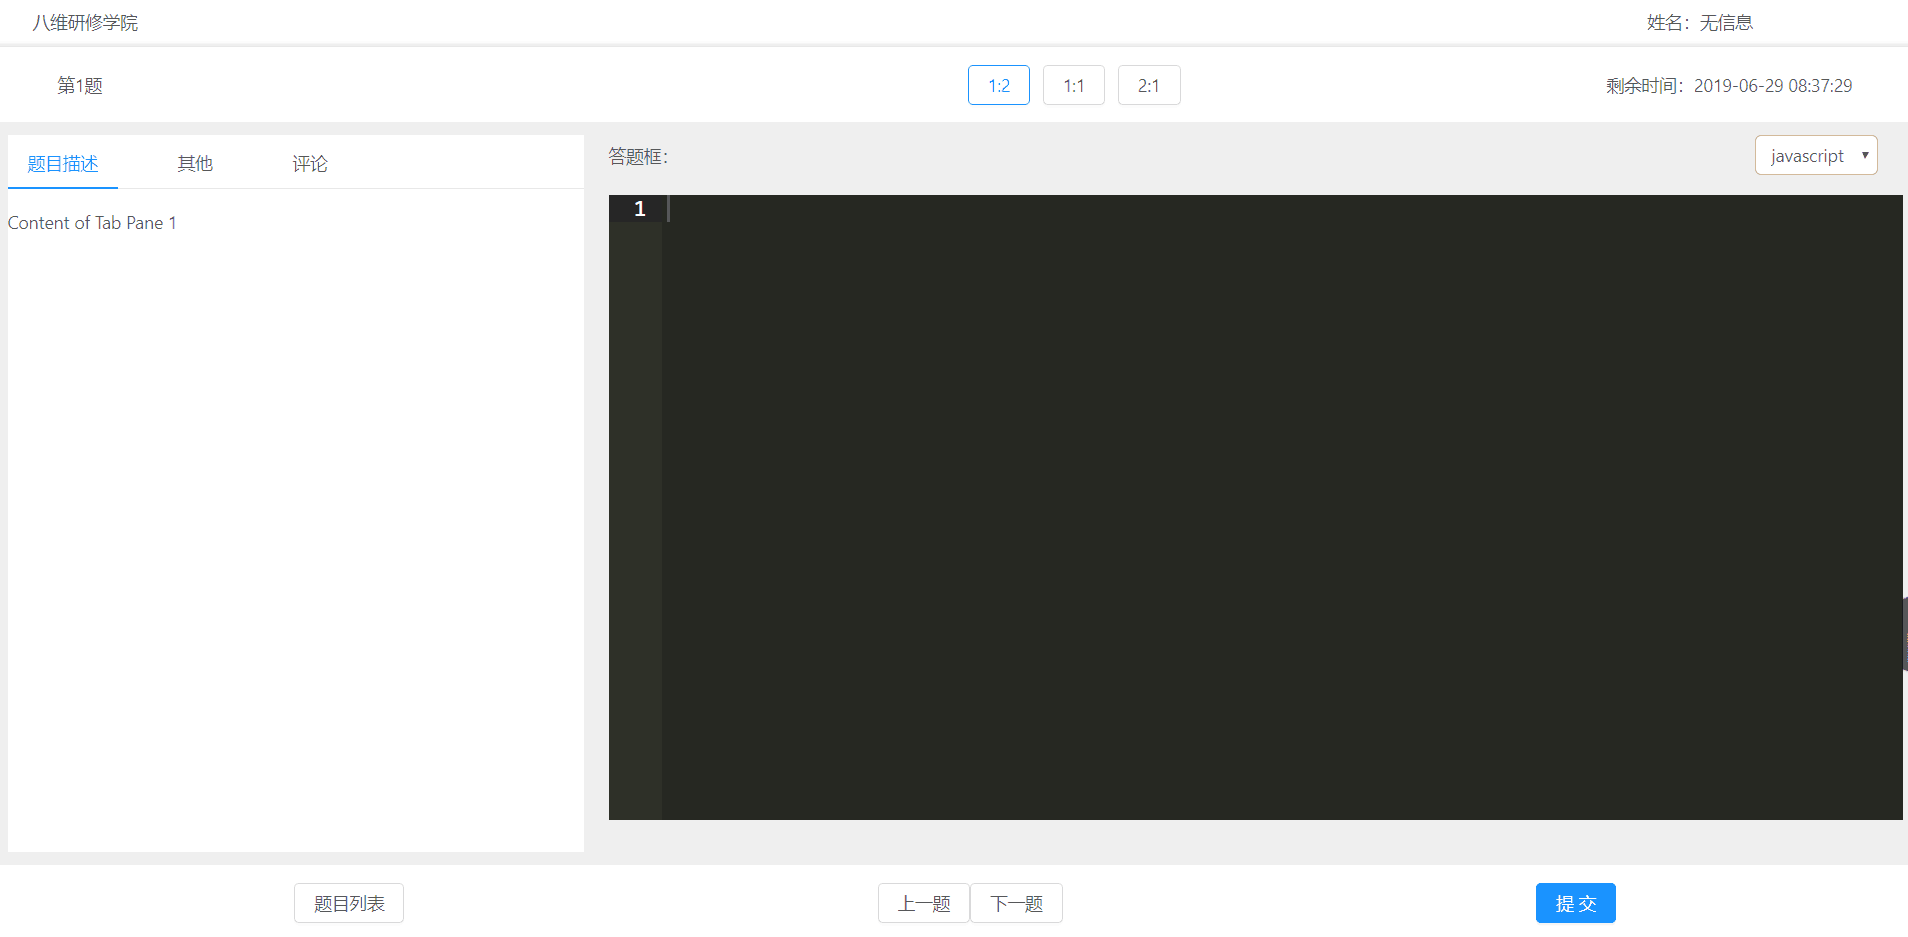 八维研修学院
姓名：无信息
第1题
1:2
1:1
2:1
剩余时间：2019-06-29 08:37:29
题目描述
其他
评论
Content of Tab Pane 1
答题框：
javascript
1
题目列表
上一题
下一题
提 交